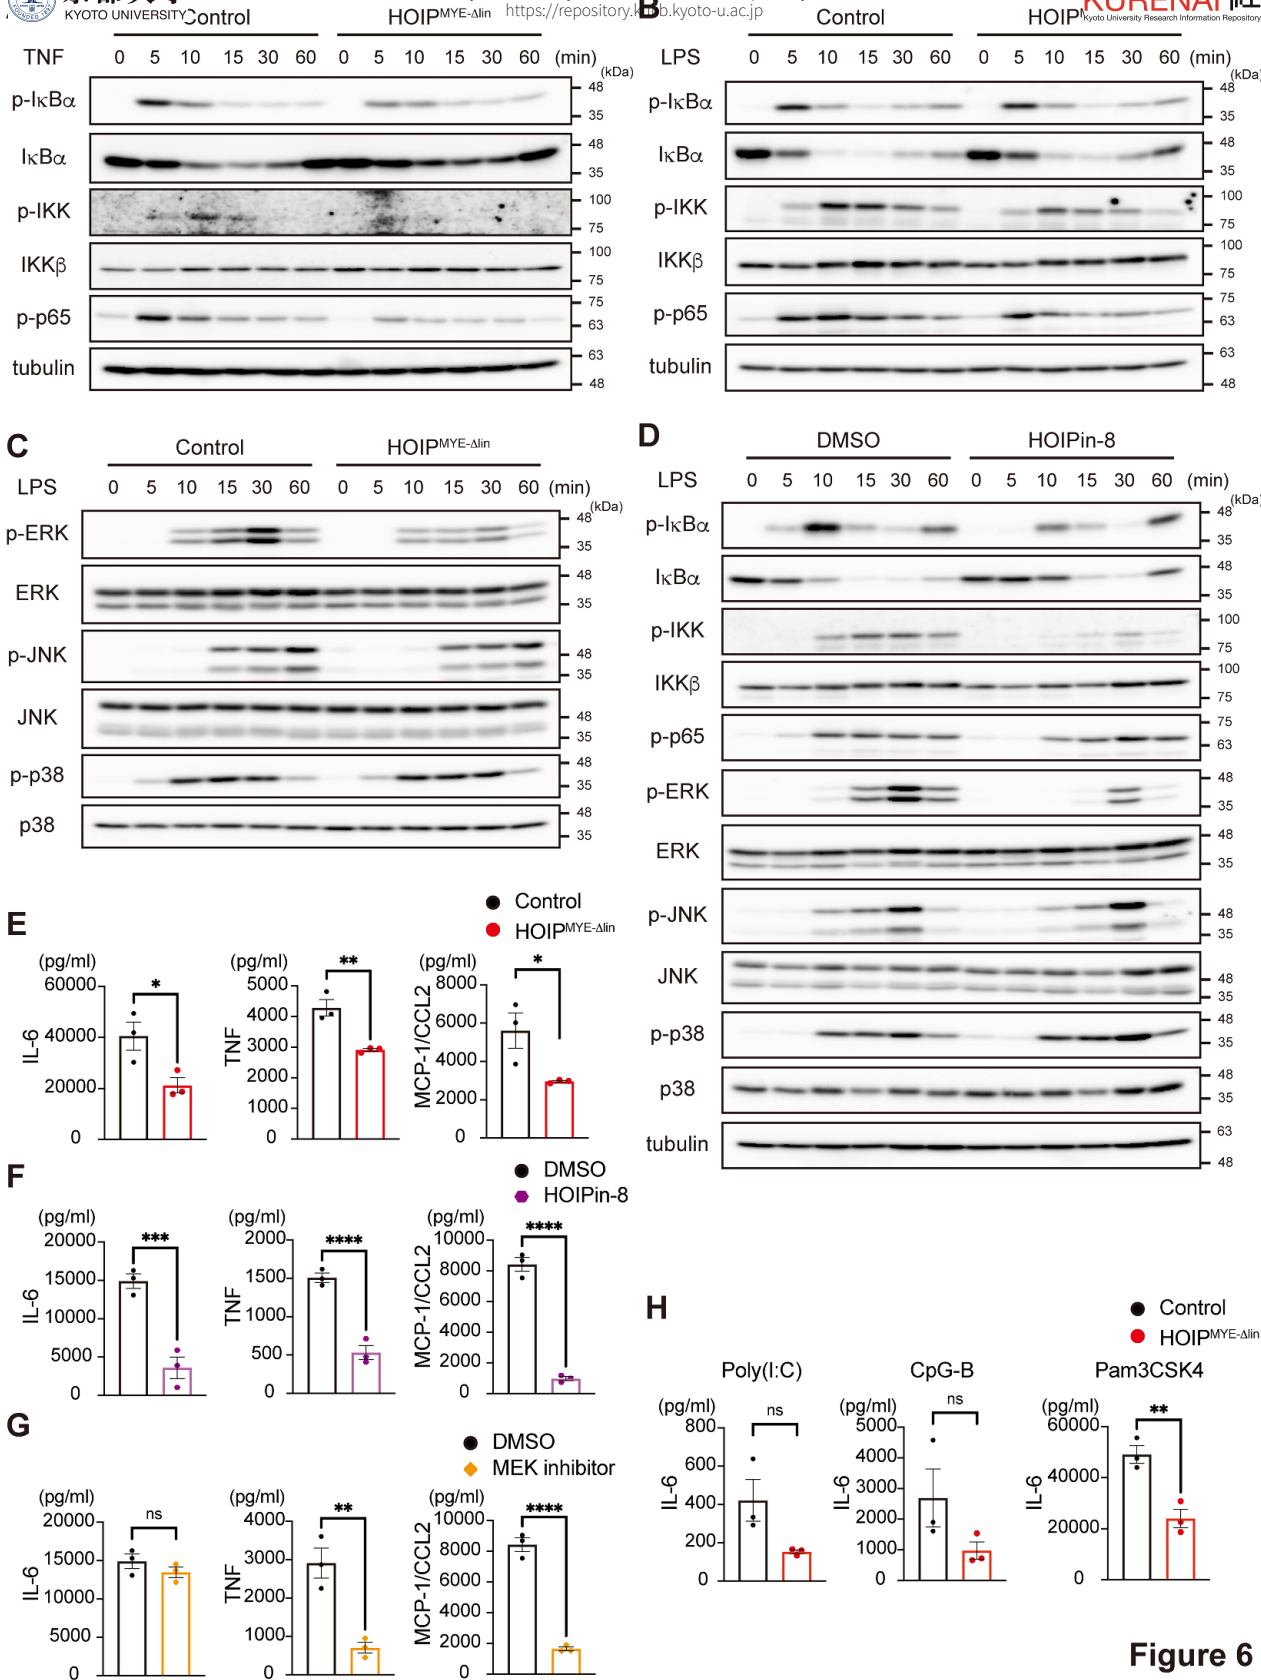 KYOTO UNIVERSITY
https://repository.kulib.kyoto-u.ac.jp
KURENAI
Kyoto University Research Information Repository
Control HOIPMYE-Δlin
TNF 0 5 10 15 30 60 0 5 10 15 30 60 (min)
(kDa)
p-IκBα 48
35
IκBα 48
35
p-IKK 100
75
IKKβ 100
75
p-p65 75
63
tubulin 63
48
B
Control HOIP
LPS 0 5 10 15 30 60 0 5 10 15 30 60 (min)
(kDa)
p-IκBα 48
35
IκBα 48
35
p-IKK 100
75
IKKβ 100
75
p-p65 75
63
tubulin 63
48
C
Control HOIPMYE-Δlin
LPS 0 5 10 15 30 60 0 5 10 15 30 60 (min)
(kDa)
p-ERK 48
35
ERK 48
35
p-JNK 48
35
JNK 48
35
p-p38 48
35
p38 48
35
D
DMSO HOIPin-8
LPS 0 5 10 15 30 60 0 5 10 15 30 60 (min)
(kDa)
p-IκBα 48
35
IκBα 48
35
p-IKK 100
75
IKKβ 100
75
p-p65 75
63
p-ERK 48
35
ERK 48
35
p-JNK 48
35
JNK 48
35
p-p38 48
35
p38 48
35
tubulin 63
48
E
Control
HOIPMYE-Δlin
(pg/ml)
IL-6
60000
40000
20000
0
*
(pg/ml)
TNF
5000
4000
3000
2000
1000
0
**
(pg/ml)
MCP-1/CCL2
8000
6000
4000
2000
0
*
F
DMSO
HOIPin-8
(pg/ml)
IL-6
20000
15000
10000
5000
0
***
(pg/ml)
TNF
2000
1500
1000
500
0
****
(pg/ml)
MCP-1/CCL2
10000
8000
6000
4000
2000
0
****
G
DMSO
MEK inhibitor
(pg/ml)
IL-6
20000
15000
10000
5000
0
ns
(pg/ml)
TNF
4000
3000
2000
1000
0
**
(pg/ml)
MCP-1/CCL2
10000
8000
6000
4000
2000
0
****
H
Control
HOIPMYE-Δlin
Poly(I:C)
(pg/ml)
IL-6
800
600
400
200
0
ns
CpG-B
(pg/ml)
IL-6
5000
4000
3000
2000
1000
0
ns
Pam3CSK4
(pg/ml)
IL-6
60000
40000
20000
0
**
Figure 6